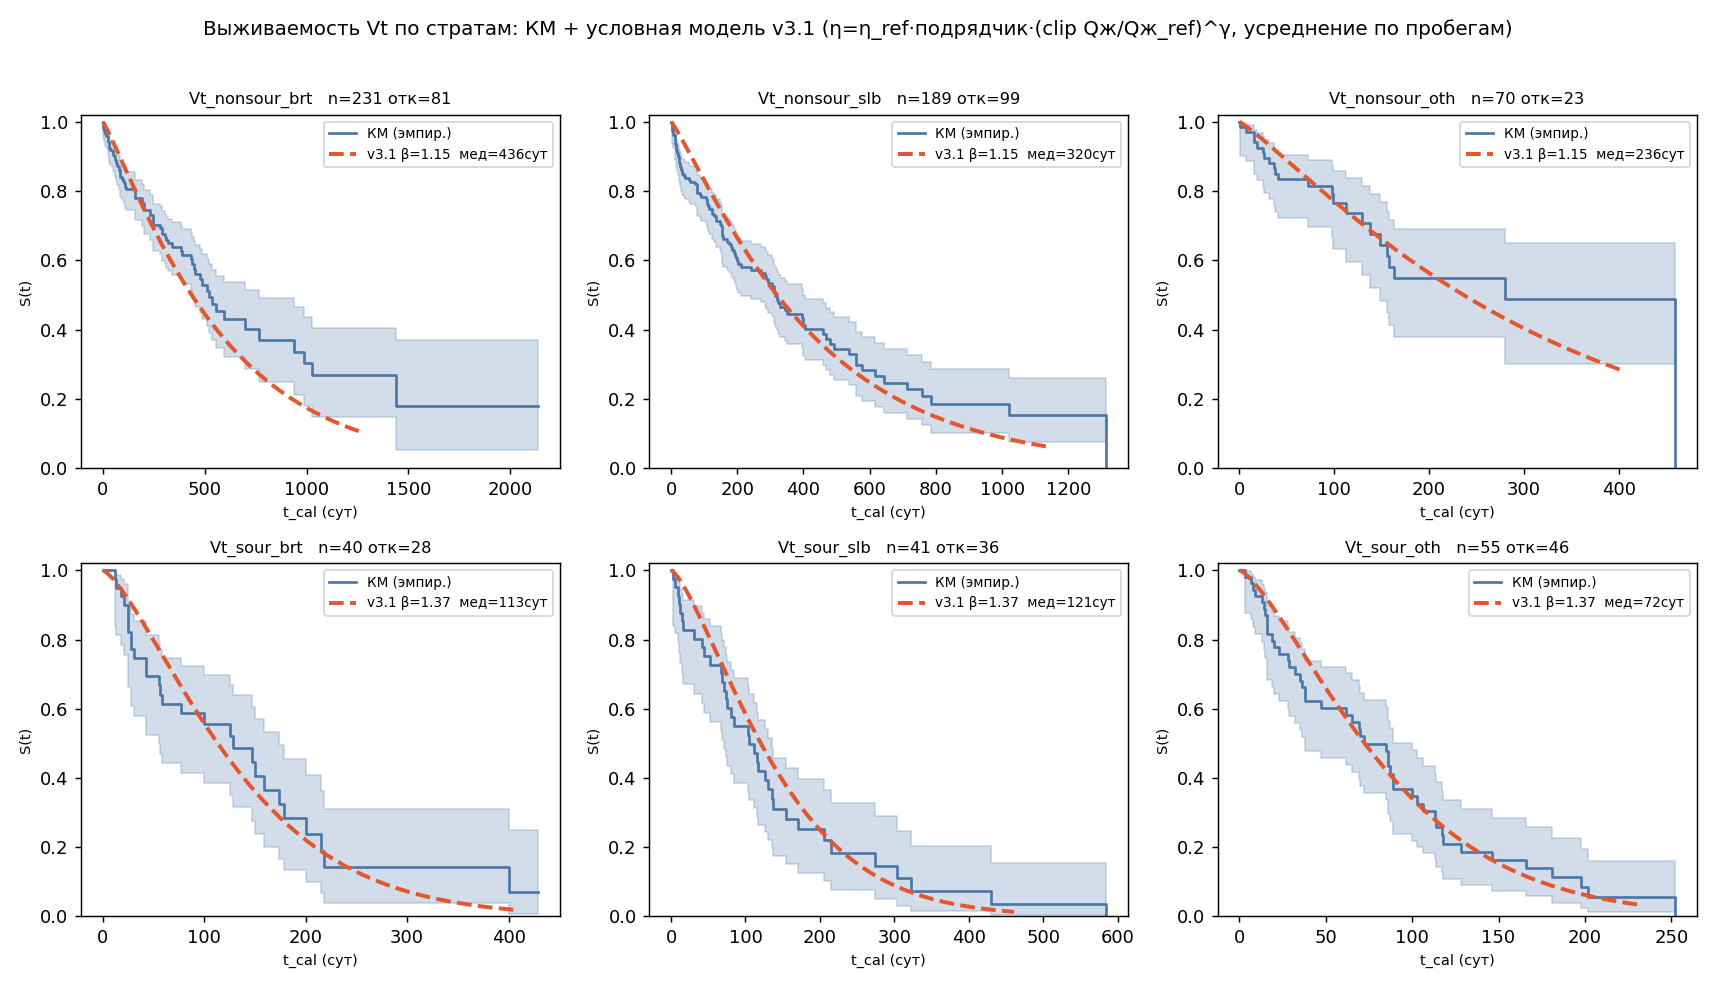 Выживаемость Vt по стратам: КМ + условная модель v3.1 (η=η_ref·подрядчик·(clip Qж/Qж_ref)^γ, усреднение по пробегам)
Vt_nonsour_brt   n=231 отк=81
КМ (эмпир.)
v3.1 β=1.15  мед=436сут
1.0
0.8
0.6
0.4
0.2
0.0
S(t)
0 500 1000 1500 2000
t_cal (сут)
Vt_nonsour_slb   n=189 отк=99
КМ (эмпир.)
v3.1 β=1.15  мед=320сут
1.0
0.8
0.6
0.4
0.2
0.0
S(t)
0 200 400 600 800 1000 1200
t_cal (сут)
Vt_nonsour_oth   n=70 отк=23
КМ (эмпир.)
v3.1 β=1.15  мед=236сут
1.0
0.8
0.6
0.4
0.2
0.0
S(t)
0 100 200 300 400
t_cal (сут)
Vt_sour_brt   n=40 отк=28
КМ (эмпир.)
v3.1 β=1.37  мед=113сут
1.0
0.8
0.6
0.4
0.2
0.0
S(t)
0 100 200 300 400
t_cal (сут)
Vt_sour_slb   n=41 отк=36
КМ (эмпир.)
v3.1 β=1.37  мед=121сут
1.0
0.8
0.6
0.4
0.2
0.0
S(t)
0 100 200 300 400 500 600
t_cal (сут)
Vt_sour_oth   n=55 отк=46
КМ (эмпир.)
v3.1 β=1.37  мед=72сут
1.0
0.8
0.6
0.4
0.2
0.0
S(t)
0 50 100 150 200 250
t_cal (сут)